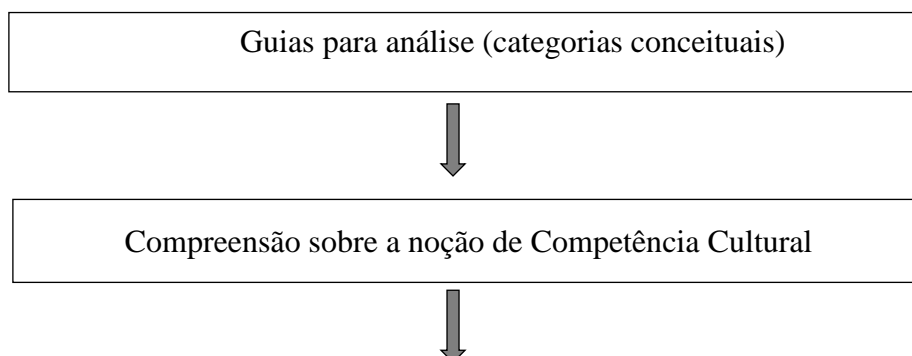 Guias para análise (categorias conceituais)
Compreensão sobre a noção de Competência Cultural